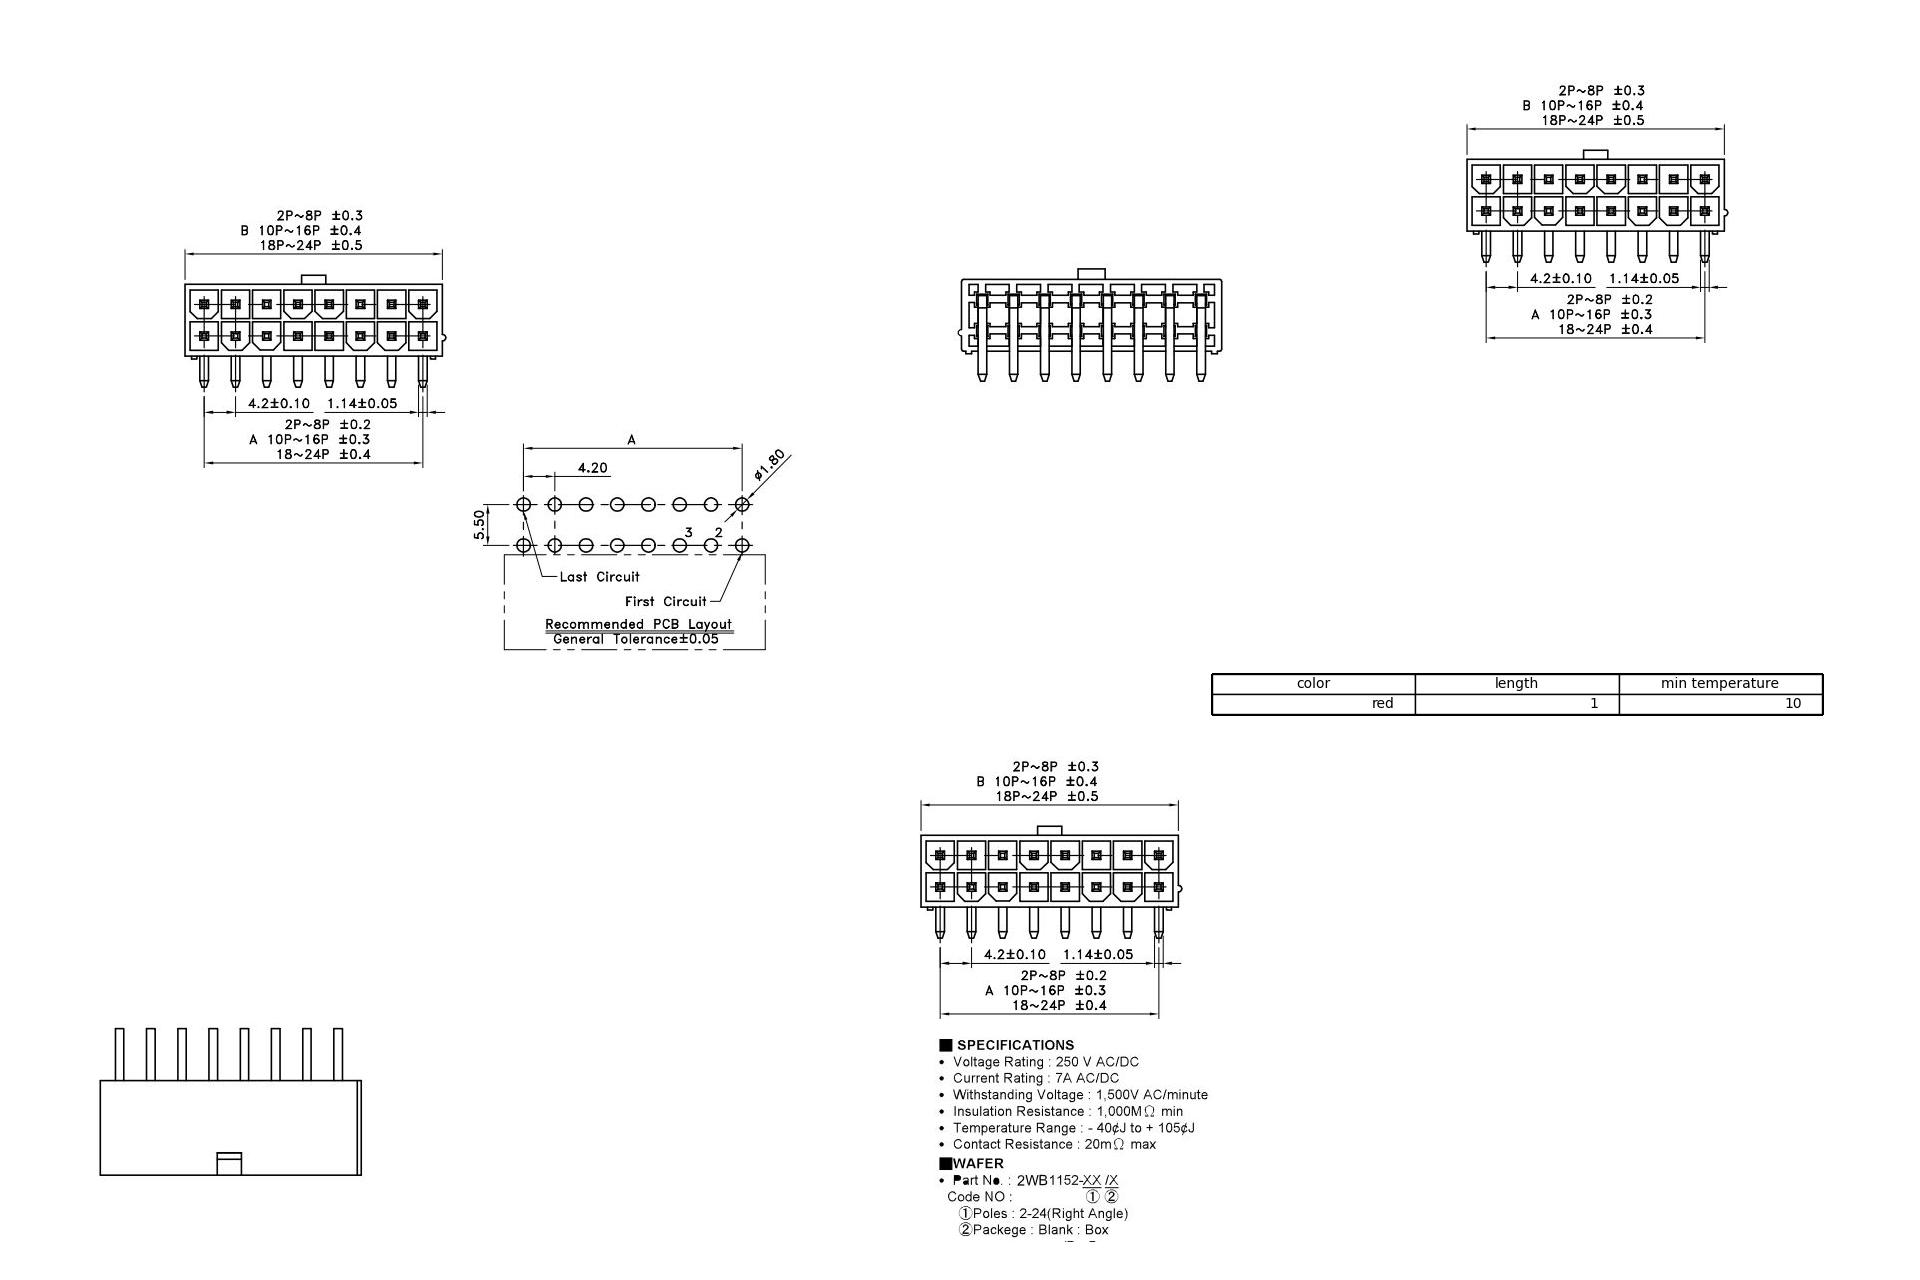 2P~8P ±0.3
B 10P~16P ±0.4
18P~24P ±0.5
4.2±0.10 1.14±0.05
2P~8P ±0.2
A 10P~16P ±0.3
18~24P ±0.4
2P~8P ±0.3
B 10P~16P ±0.4
18P~24P ±0.5
4.2±0.10 1.14±0.05
2P~8P ±0.2
A 10P~16P ±0.3
18~24P ±0.4
A
4.20
ø1.80
5.50
3 2
Last Circuit
First Circuit
Recommended PCB Layout
General Tolerance±0.05
color length min temperature
red 1 10
2P~8P ±0.3
B 10P~16P ±0.4
18P~24P ±0.5
4.2±0.10 1.14±0.05
2P~8P ±0.2
A 10P~16P ±0.3
18~24P ±0.4
■ SPECIFICATIONS
• Voltage Rating : 250 V AC/DC
• Current Rating : 7A AC/DC
• Withstanding Voltage : 1,500V AC/minute
• Insulation Resistance : 1,000MΩ min
• Temperature Range : - 40¢J to + 105¢J
• Contact Resistance : 20mΩ max
■WAFER
• Part No. : 2WB1152-XX /X
Code NO : ① ②
①Poles : 2-24(Right Angle)
②Packege : Blank : Box